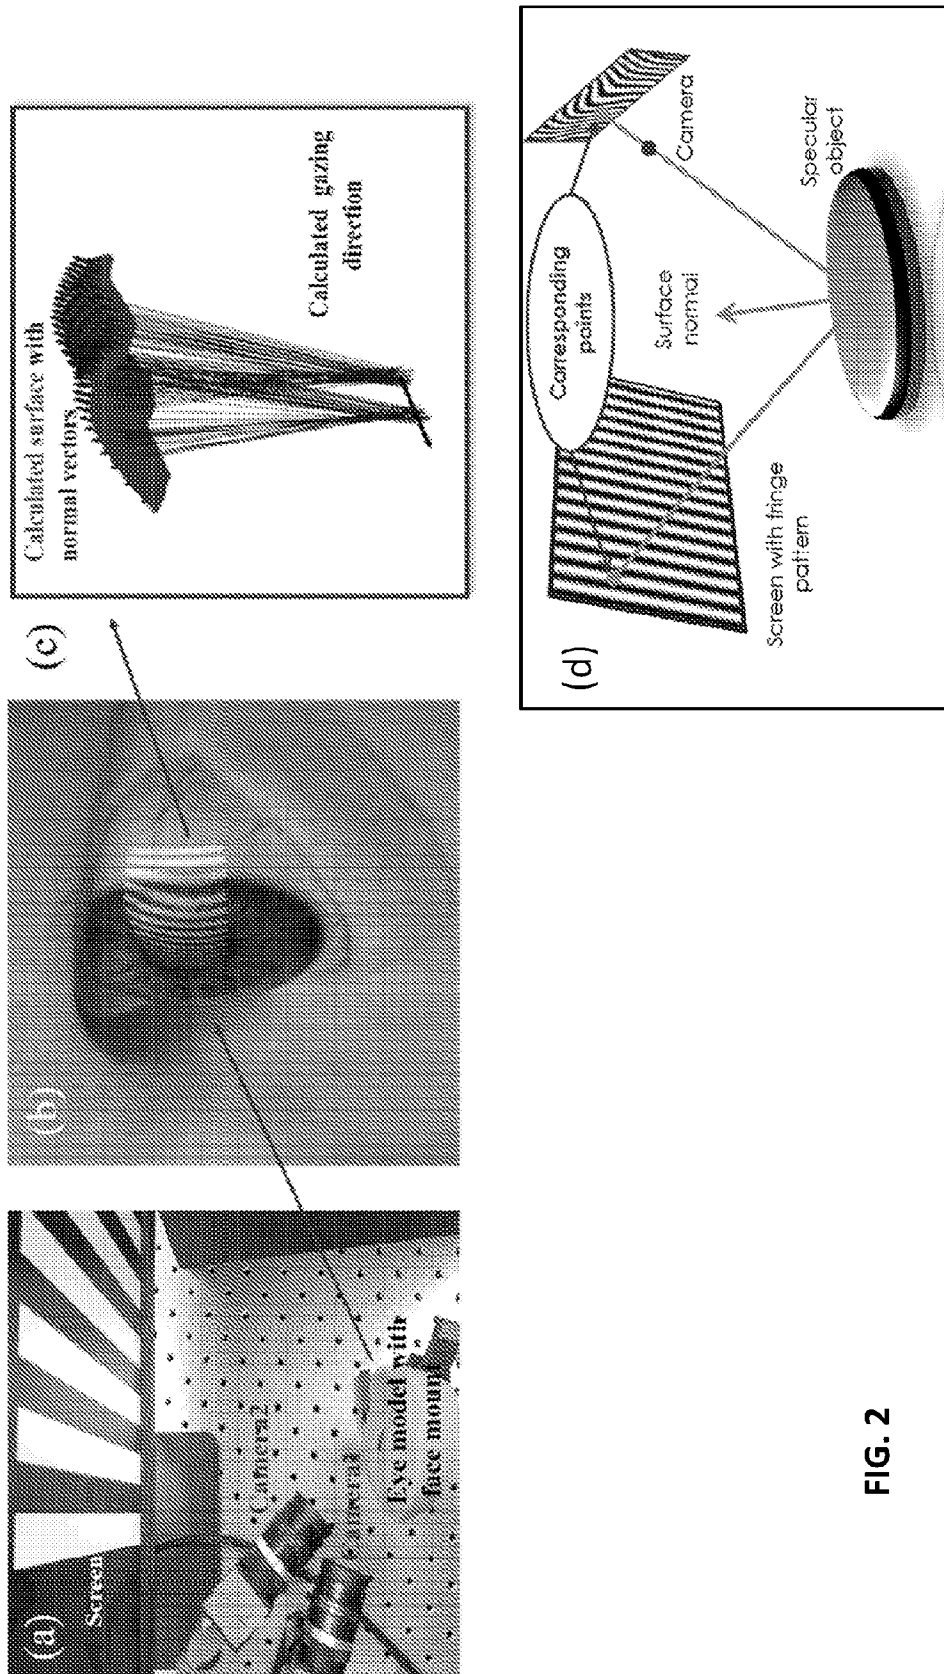 (a)
Screen
Camera2
Eye model with
face mount
(b)
(c)
Calculated surface with
normal vectors
Calculated gazing
direction
(d)
Corresponding
points
Screen with fringe
pattern
Surface
normal
Camera
Specular
object
FIG. 2